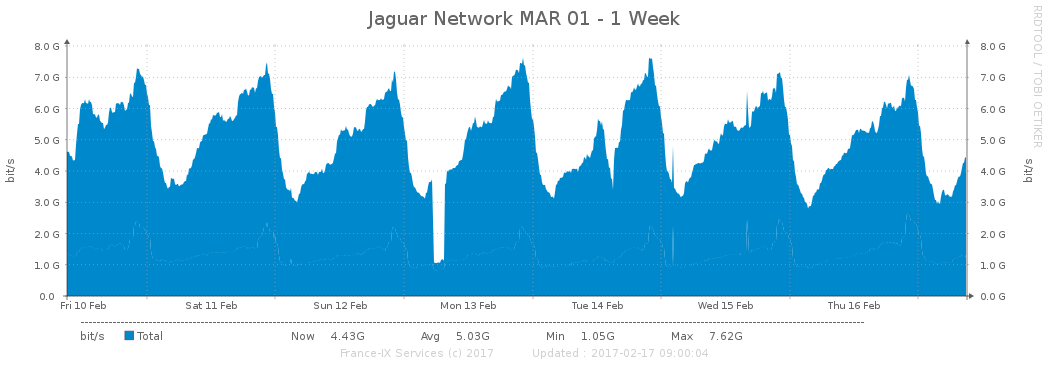 Jaguar Network MAR 01 - 1 Week
RRDTOOL / TOBI OETIKER
8.0 G 8.0 G
7.0 G 7.0 G
6.0 G 6.0 G
5.0 G 5.0 G
4.0 G 4.0 G
3.0 G 3.0 G
2.0 G 2.0 G
1.0 G 1.0 G
0.0 0.0 G
bit/s
bit/s
Fri 10 Feb Sat 11 Feb Sun 12 Feb Mon 13 Feb Tue 14 Feb Wed 15 Feb Thu 16 Feb
bit/s Total Now 4.43G Avg 5.03G Min 1.05G Max 7.62G
France-IX Services (c) 2017 Updated : 2017-02-17 09:00:04